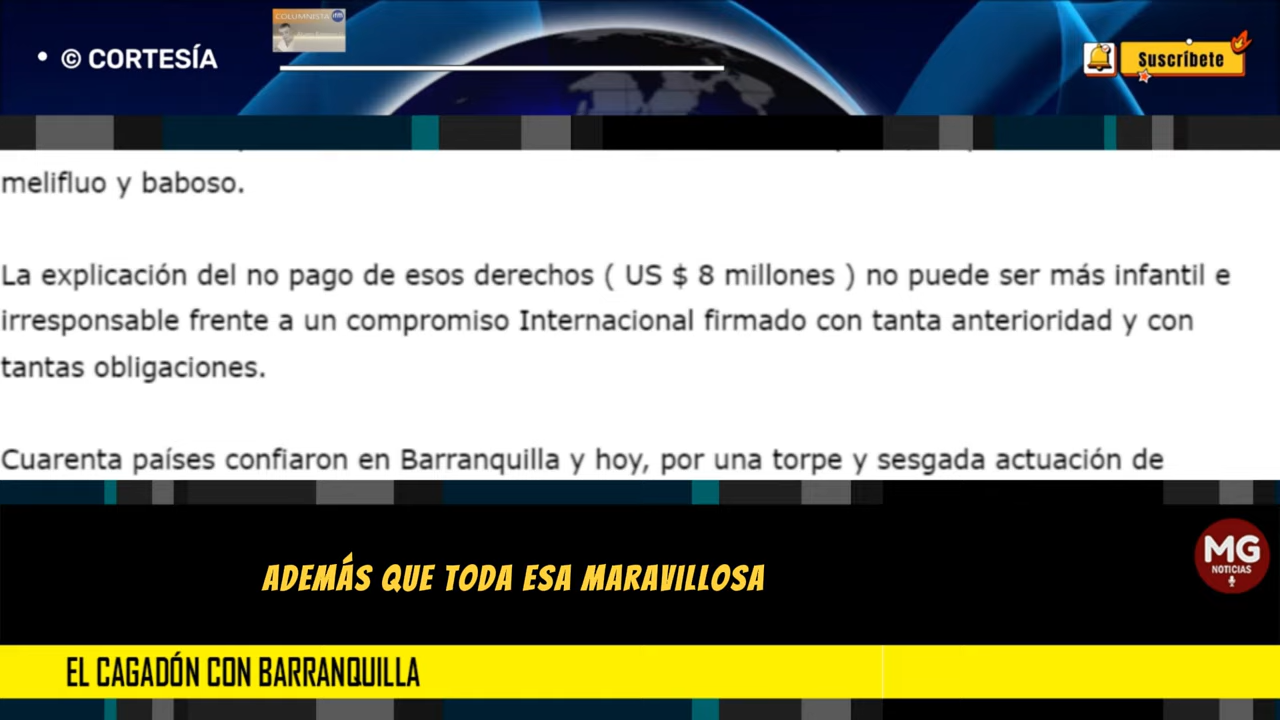 • © CORTESÍA
COLUMNISTA
Suscríbete
melifluo y baboso.
La explicación del no pago de esos derechos ( US $ 8 millones ) no puede ser más infantil e
irresponsable frente a un compromiso Internacional firmado con tanta anterioridad y con
tantas obligaciones.
Cuarenta países confiaron en Barranquilla y hoy, por una torpe y sesgada actuación de
ADEMÁS QUE TODA ESA MARAVILLOSA
MG
NOTICIAS
EL CAGADÓN CON BARRANQUILLA